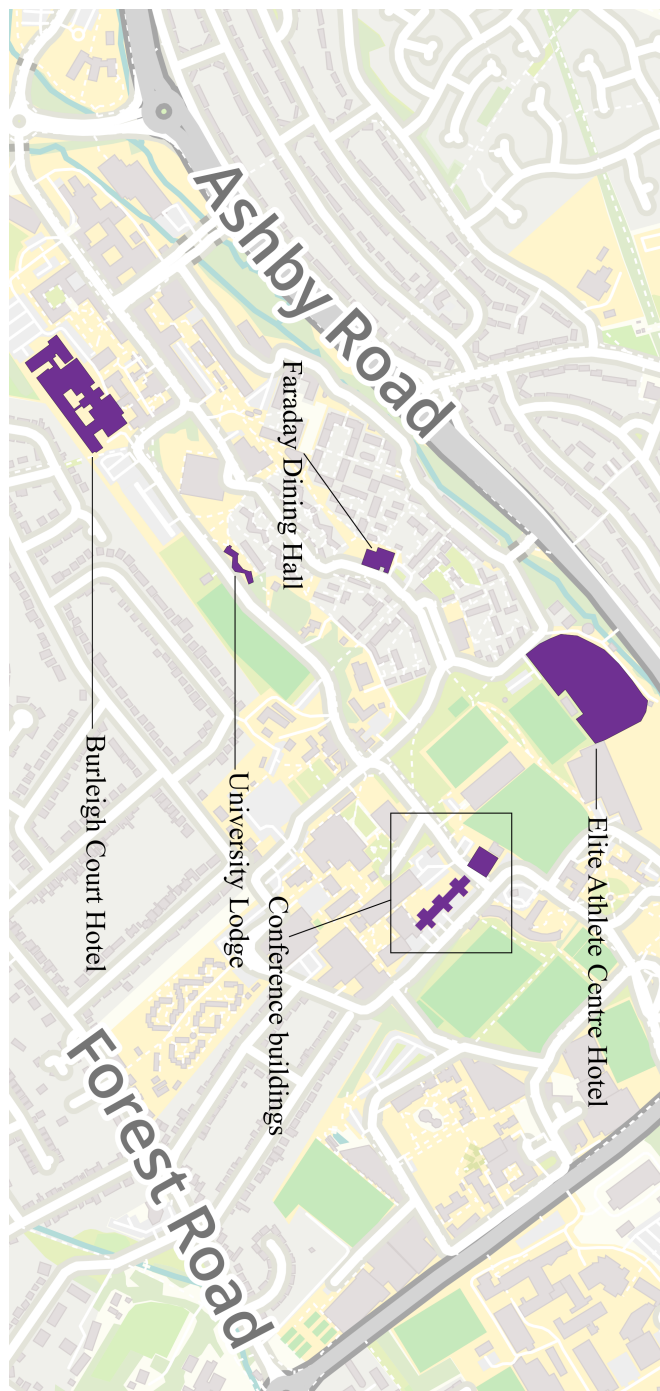 Ashby Road
Elite Athlete Centre Hotel
Faraday Dining Hall
Conference buildings
University Lodge
Burleigh Court Hotel
Forest Road